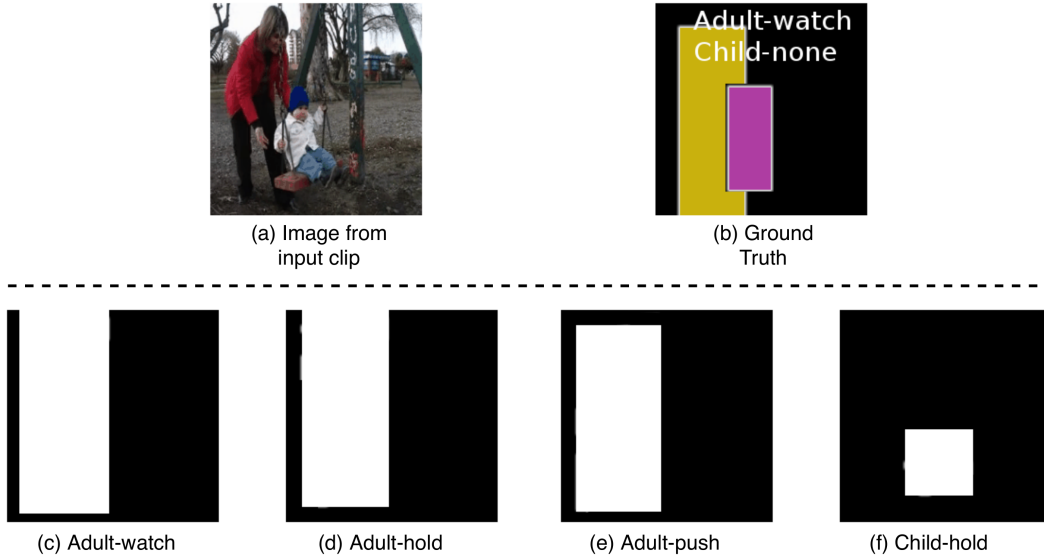 Adult-watch
Child-none
(a) Image from
input clip
(b) Ground
Truth
(c) Adult-watch
(d) Adult-hold
(e) Adult-push
(f) Child-hold